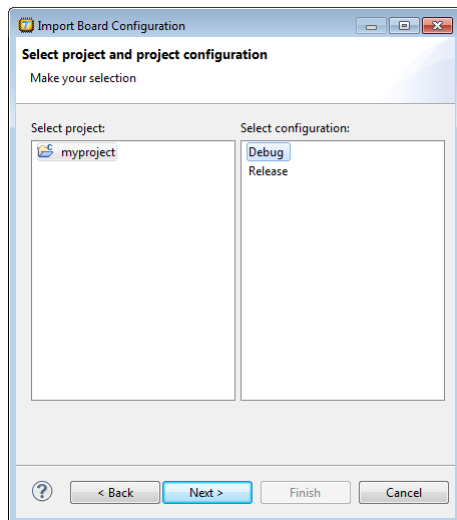 Import Board Configuration
Select project and project configuration
Make your selection
Select project:
Select configuration:
myproject
Debug
Release
? < Back Next > Finish Cancel